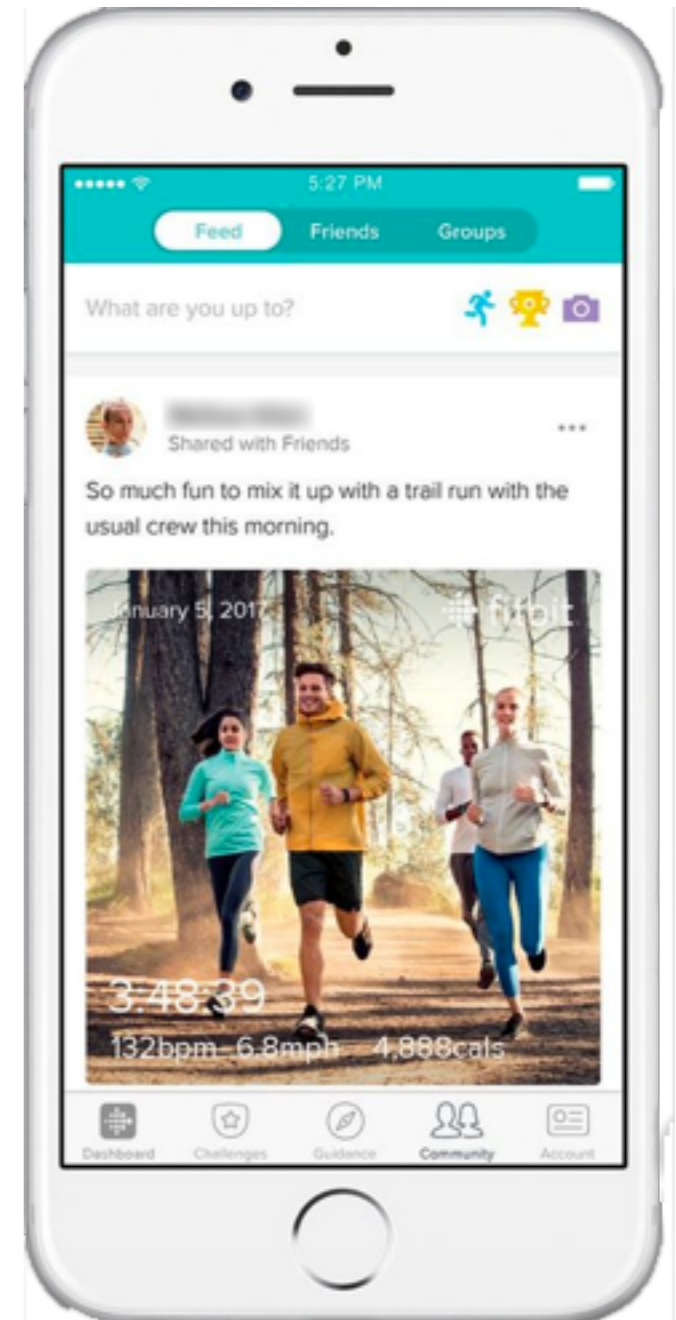 5:27 PM
Feed Friends Groups
What are you up to?
Shared with Friends
So much fun to mix it up with a trail run with the
usual crew this morning.
January 5, 2017 fitbit
3:48:39
132bpm 6.8mph 4,888cals
Dashboard Challenges Guidance Community Account